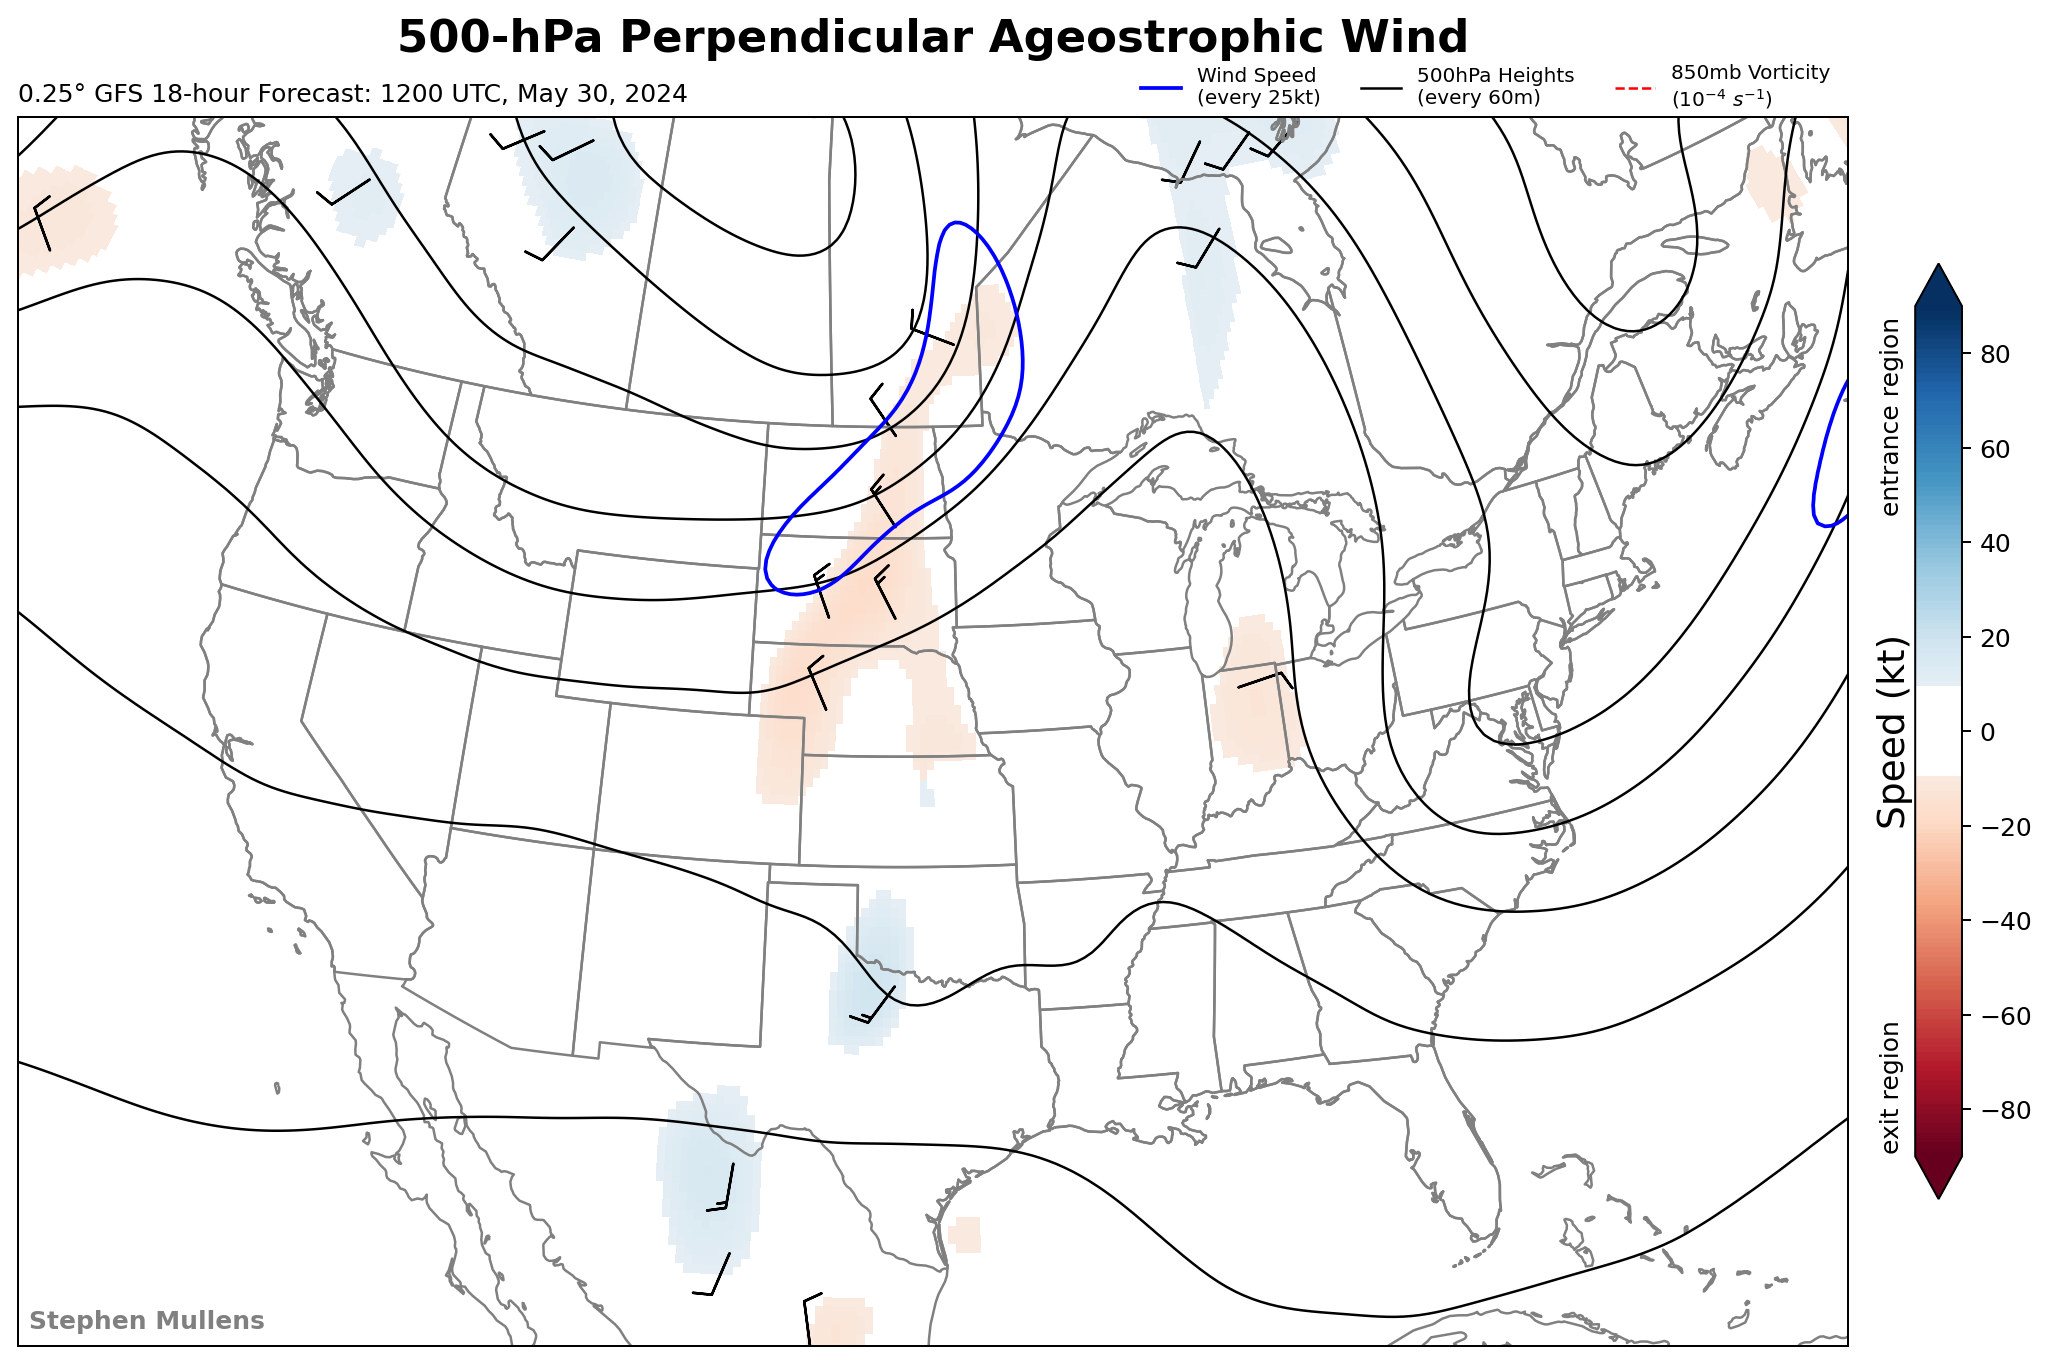 500-hPa Perpendicular Ageostrophic Wind
0.25° GFS 18-hour Forecast: 1200 UTC, May 30, 2024
Wind Speed
(every 25kt)
500hPa Heights
(every 60m)
850mb Vorticity
(10⁻⁴ s⁻¹)
entrance region
Speed (kt)
exit region
80
60
40
20
0
−20
−40
−60
−80
Stephen Mullens